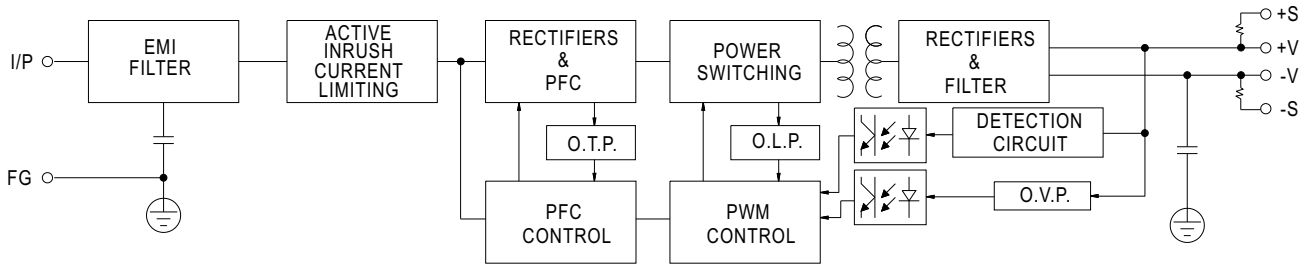 I/P
EMI
FILTER
ACTIVE
INRUSH
CURRENT
LIMITING
RECTIFIERS
&
PFC
POWER
SWITCHING
RECTIFIERS
&
FILTER
+S
+V
-V
-S
O.T.P.
O.L.P.
DETECTION
CIRCUIT
FG
PFC
CONTROL
PWM
CONTROL
O.V.P.